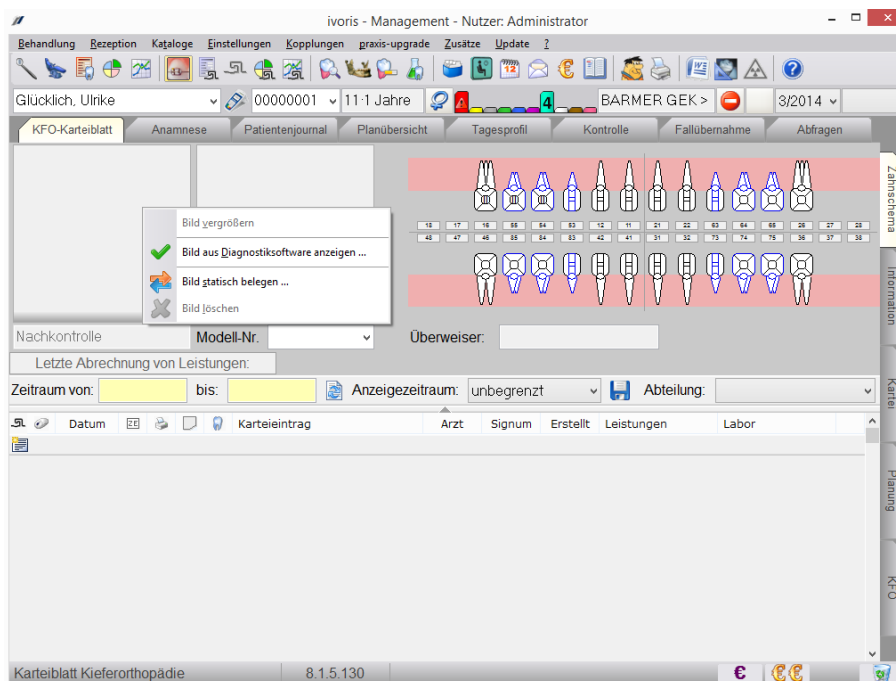 ivoris - Management - Nutzer: Administrator
Behandlung Rezeption Kataloge Einstellungen Kopplungen praxis-upgrade Zusätze Update ?
Glücklich, Ulrike 00000001 11·1 Jahre 4 BARMER GEK > 3/2014
KFO-Karteiblatt Anamnese Patientenjournal Planübersicht Tagesprofil Kontrolle Fallübernahme Abfragen
Bild vergrößern
Bild aus Diagnostiksoftware anzeigen ...
Bild statisch belegen ...
Bild löschen
18 17 16 55 54 53 12 11 21 22 63 64 65 26 27 28
48 47 46 85 84 83 42 41 31 32 73 74 75 36 37 38
Nachkontrolle Modell-Nr. Überweiser:
Letzte Abrechnung von Leistungen:
Zeitraum von: bis: Anzeigezeitraum: unbegrenzt Abteilung:
Datum ZE Karteieintrag Arzt Signum Erstellt Leistungen Labor
Zahnschema
Information
Kartei
Planung
KFO
Karteiblatt Kieferorthopädie 8.1.5.130 € €€